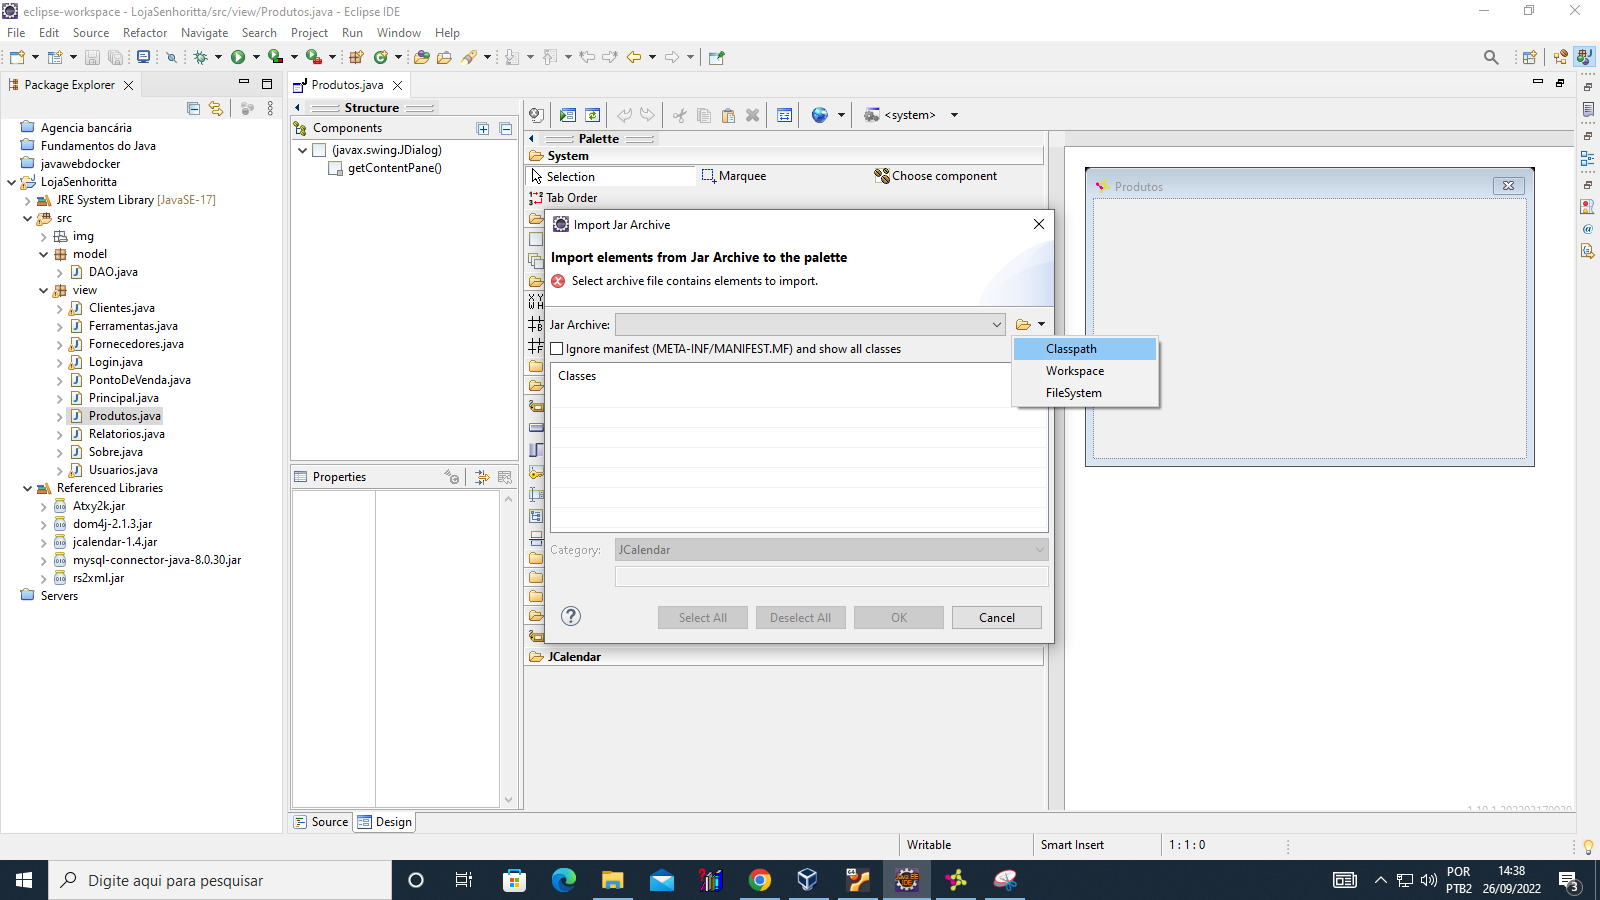 eclipse-workspace - LojaSenhoritta/src/view/Produtos.java - Eclipse IDE
File Edit Source Refactor Navigate Search Project Run Window Help
Package Explorer
Agencia bancária
Fundamentos do Java
javawebdocker
LojaSenhoritta
JRE System Library [JavaSE-17]
src
img
model
DAO.java
view
Clientes.java
Ferramentas.java
Fornecedores.java
Login.java
PontoDeVenda.java
Principal.java
Produtos.java
Relatorios.java
Sobre.java
Usuarios.java
Referenced Libraries
Atxy2k.jar
dom4j-2.1.3.jar
jcalendar-1.4.jar
mysql-connector-java-8.0.30.jar
rs2xml.jar
Servers
Produtos.java
Structure
Components
(javax.swing.JDialog)
getContentPane()
Properties
<system>
Palette
System
Selection
Marquee
Choose component
Tab Order
JCalendar
Import Jar Archive
Import elements from Jar Archive to the palette
Select archive file contains elements to import.
Jar Archive:
Ignore manifest (META-INF/MANIFEST.MF) and show all classes
Classes
Classpath
Workspace
FileSystem
Category:
JCalendar
Select All
Deselect All
OK
Cancel
Produtos
Source
Design
Writable
Smart Insert
1 : 1 : 0
Digite aqui para pesquisar
POR
PTB2
14:38
26/09/2022
3